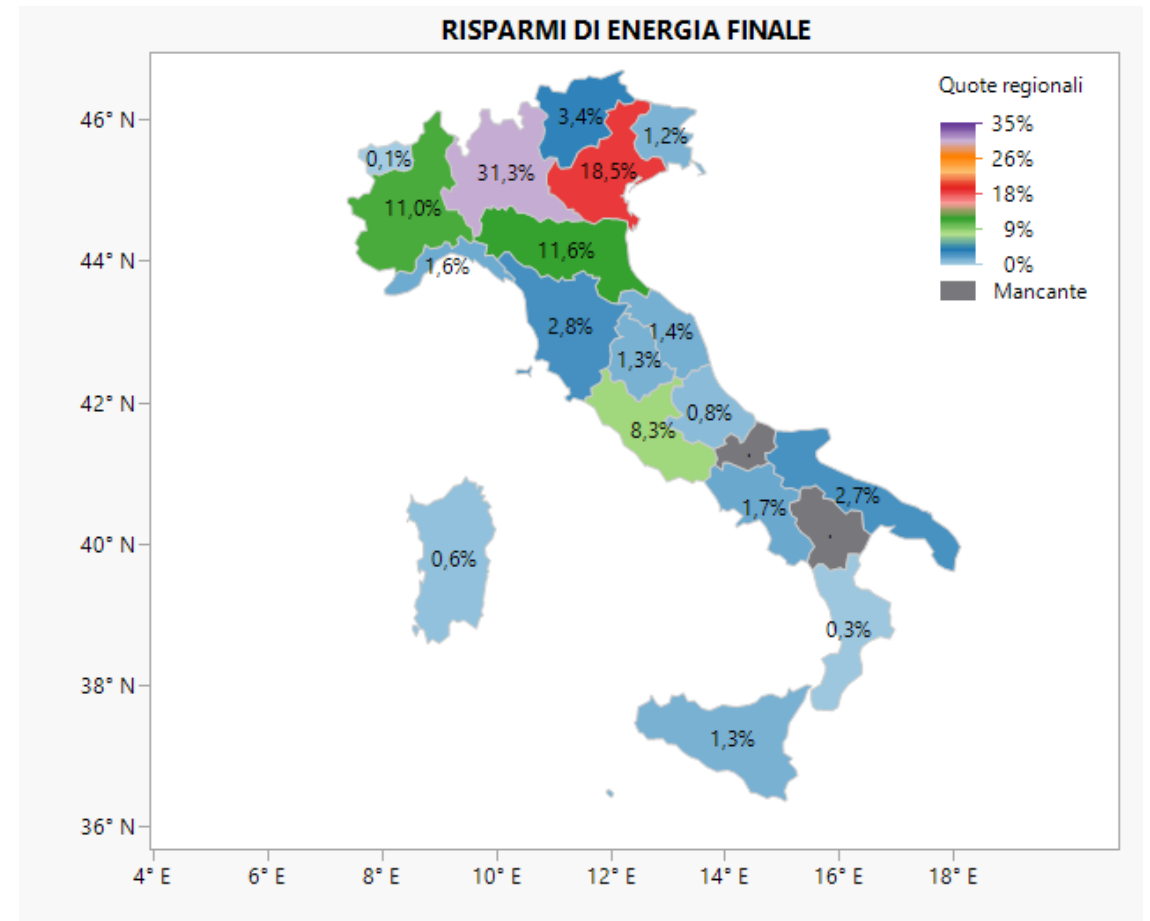 RISPARMI DI ENERGIA FINALE
Quote regionali
35%
26%
18%
9%
0%
Mancante
46° N
44° N
42° N
40° N
38° N
36° N
3,4%
1,2%
0,1%
31,3%
18,5%
11,0%
11,6%
1,6%
2,8%
1,4%
1,3%
0,8%
8,3%
2,7%
1,7%
0,6%
0,3%
1,3%
4° E 6° E 8° E 10° E 12° E 14° E 16° E 18° E